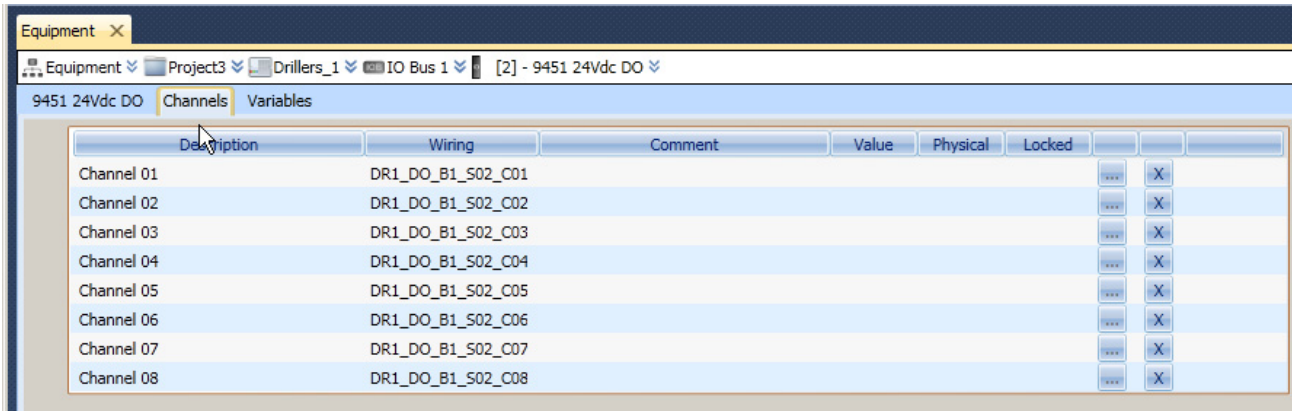 Equipment X
Equipment Project3 Drillers_1 IO Bus 1 [2] - 9451 24Vdc DO
9451 24Vdc DO Channels Variables
Description Wiring Comment Value Physical Locked
Channel 01 DR1_DO_B1_S02_C01 ... X
Channel 02 DR1_DO_B1_S02_C02 ... X
Channel 03 DR1_DO_B1_S02_C03 ... X
Channel 04 DR1_DO_B1_S02_C04 ... X
Channel 05 DR1_DO_B1_S02_C05 ... X
Channel 06 DR1_DO_B1_S02_C06 ... X
Channel 07 DR1_DO_B1_S02_C07 ... X
Channel 08 DR1_DO_B1_S02_C08 ... X